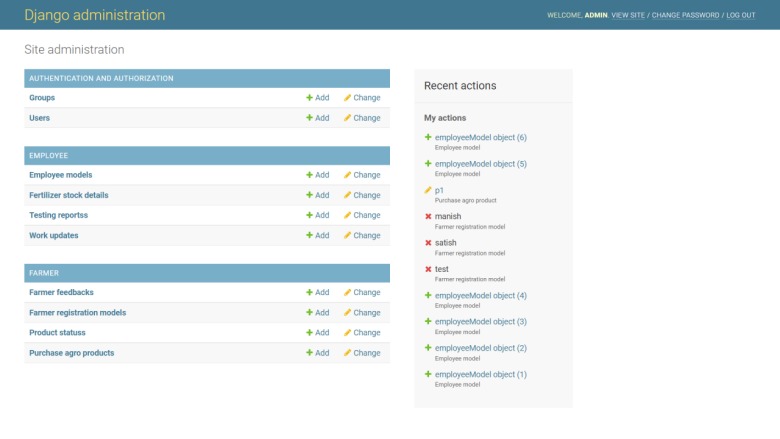 Django administration
WELCOME, ADMIN. VIEW SITE / CHANGE PASSWORD / LOG OUT
Site administration
AUTHENTICATION AND AUTHORIZATION
Groups + Add Change
Users + Add Change
EMPLOYEE
Employee models + Add Change
Fertilizer stock details + Add Change
Testing reportss + Add Change
Work updates + Add Change
FARMER
Farmer feedbacks + Add Change
Farmer registration models + Add Change
Product statuss + Add Change
Purchase agro products + Add Change
Recent actions
My actions
+ employeeModel object (6)
Employee model
+ employeeModel object (5)
Employee model
p1
Purchase agro product
manish
Farmer registration model
satish
Farmer registration model
test
Farmer registration model
+ employeeModel object (4)
Employee model
+ employeeModel object (3)
Employee model
+ employeeModel object (2)
Employee model
+ employeeModel object (1)
Employee model